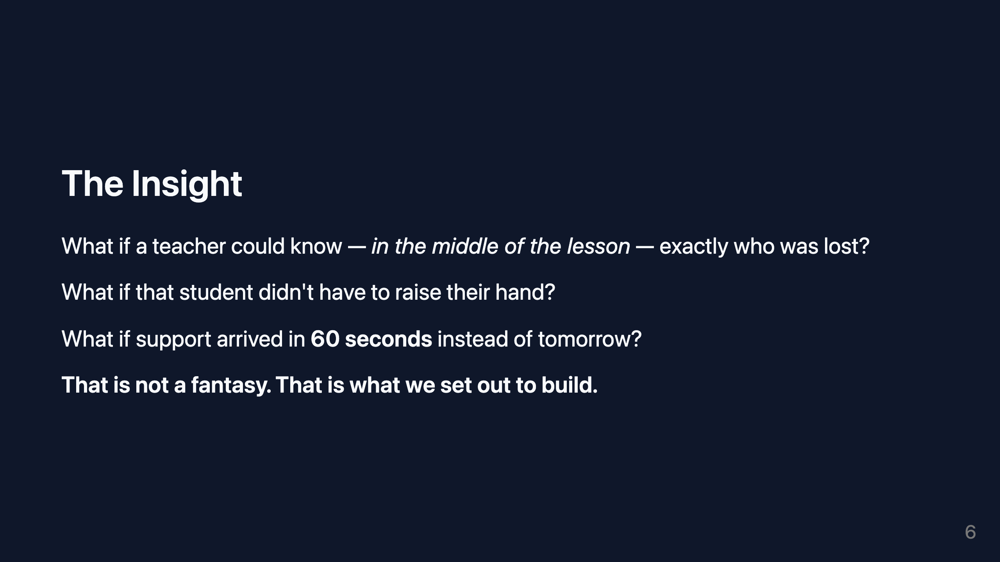 The Insight
What if a teacher could know — in the middle of the lesson — exactly who was lost?
What if that student didn't have to raise their hand?
What if support arrived in 60 seconds instead of tomorrow?
That is not a fantasy. That is what we set out to build.
6